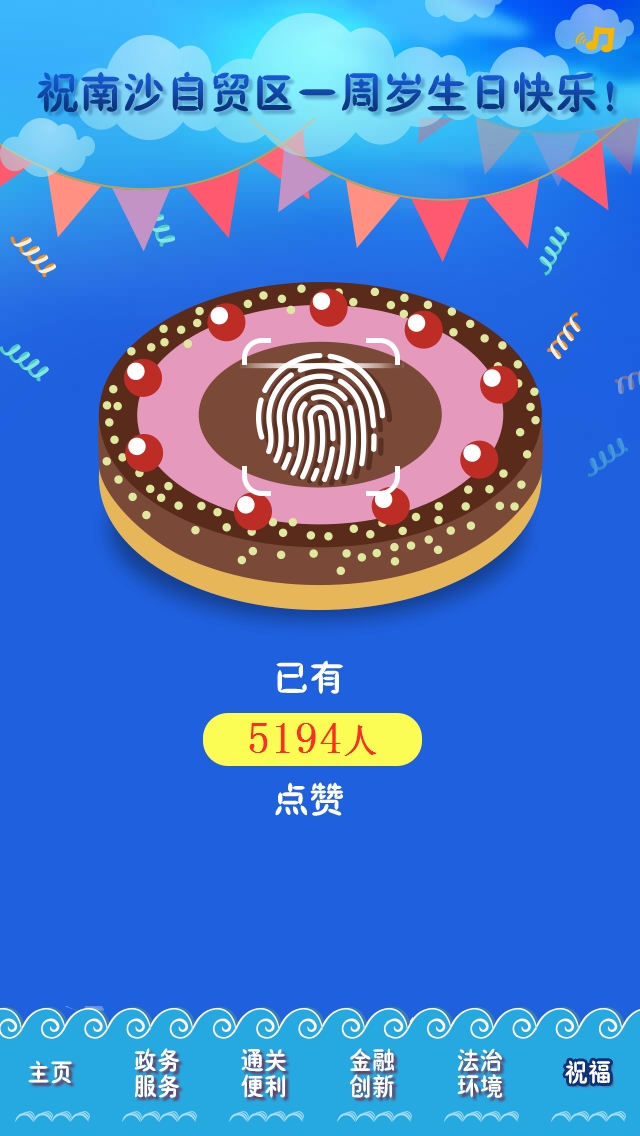 祝南沙自贸区一周岁生日快乐！
已有
5194人
点赞
主页
政务
服务
通关
便利
金融
创新
法治
环境
祝福